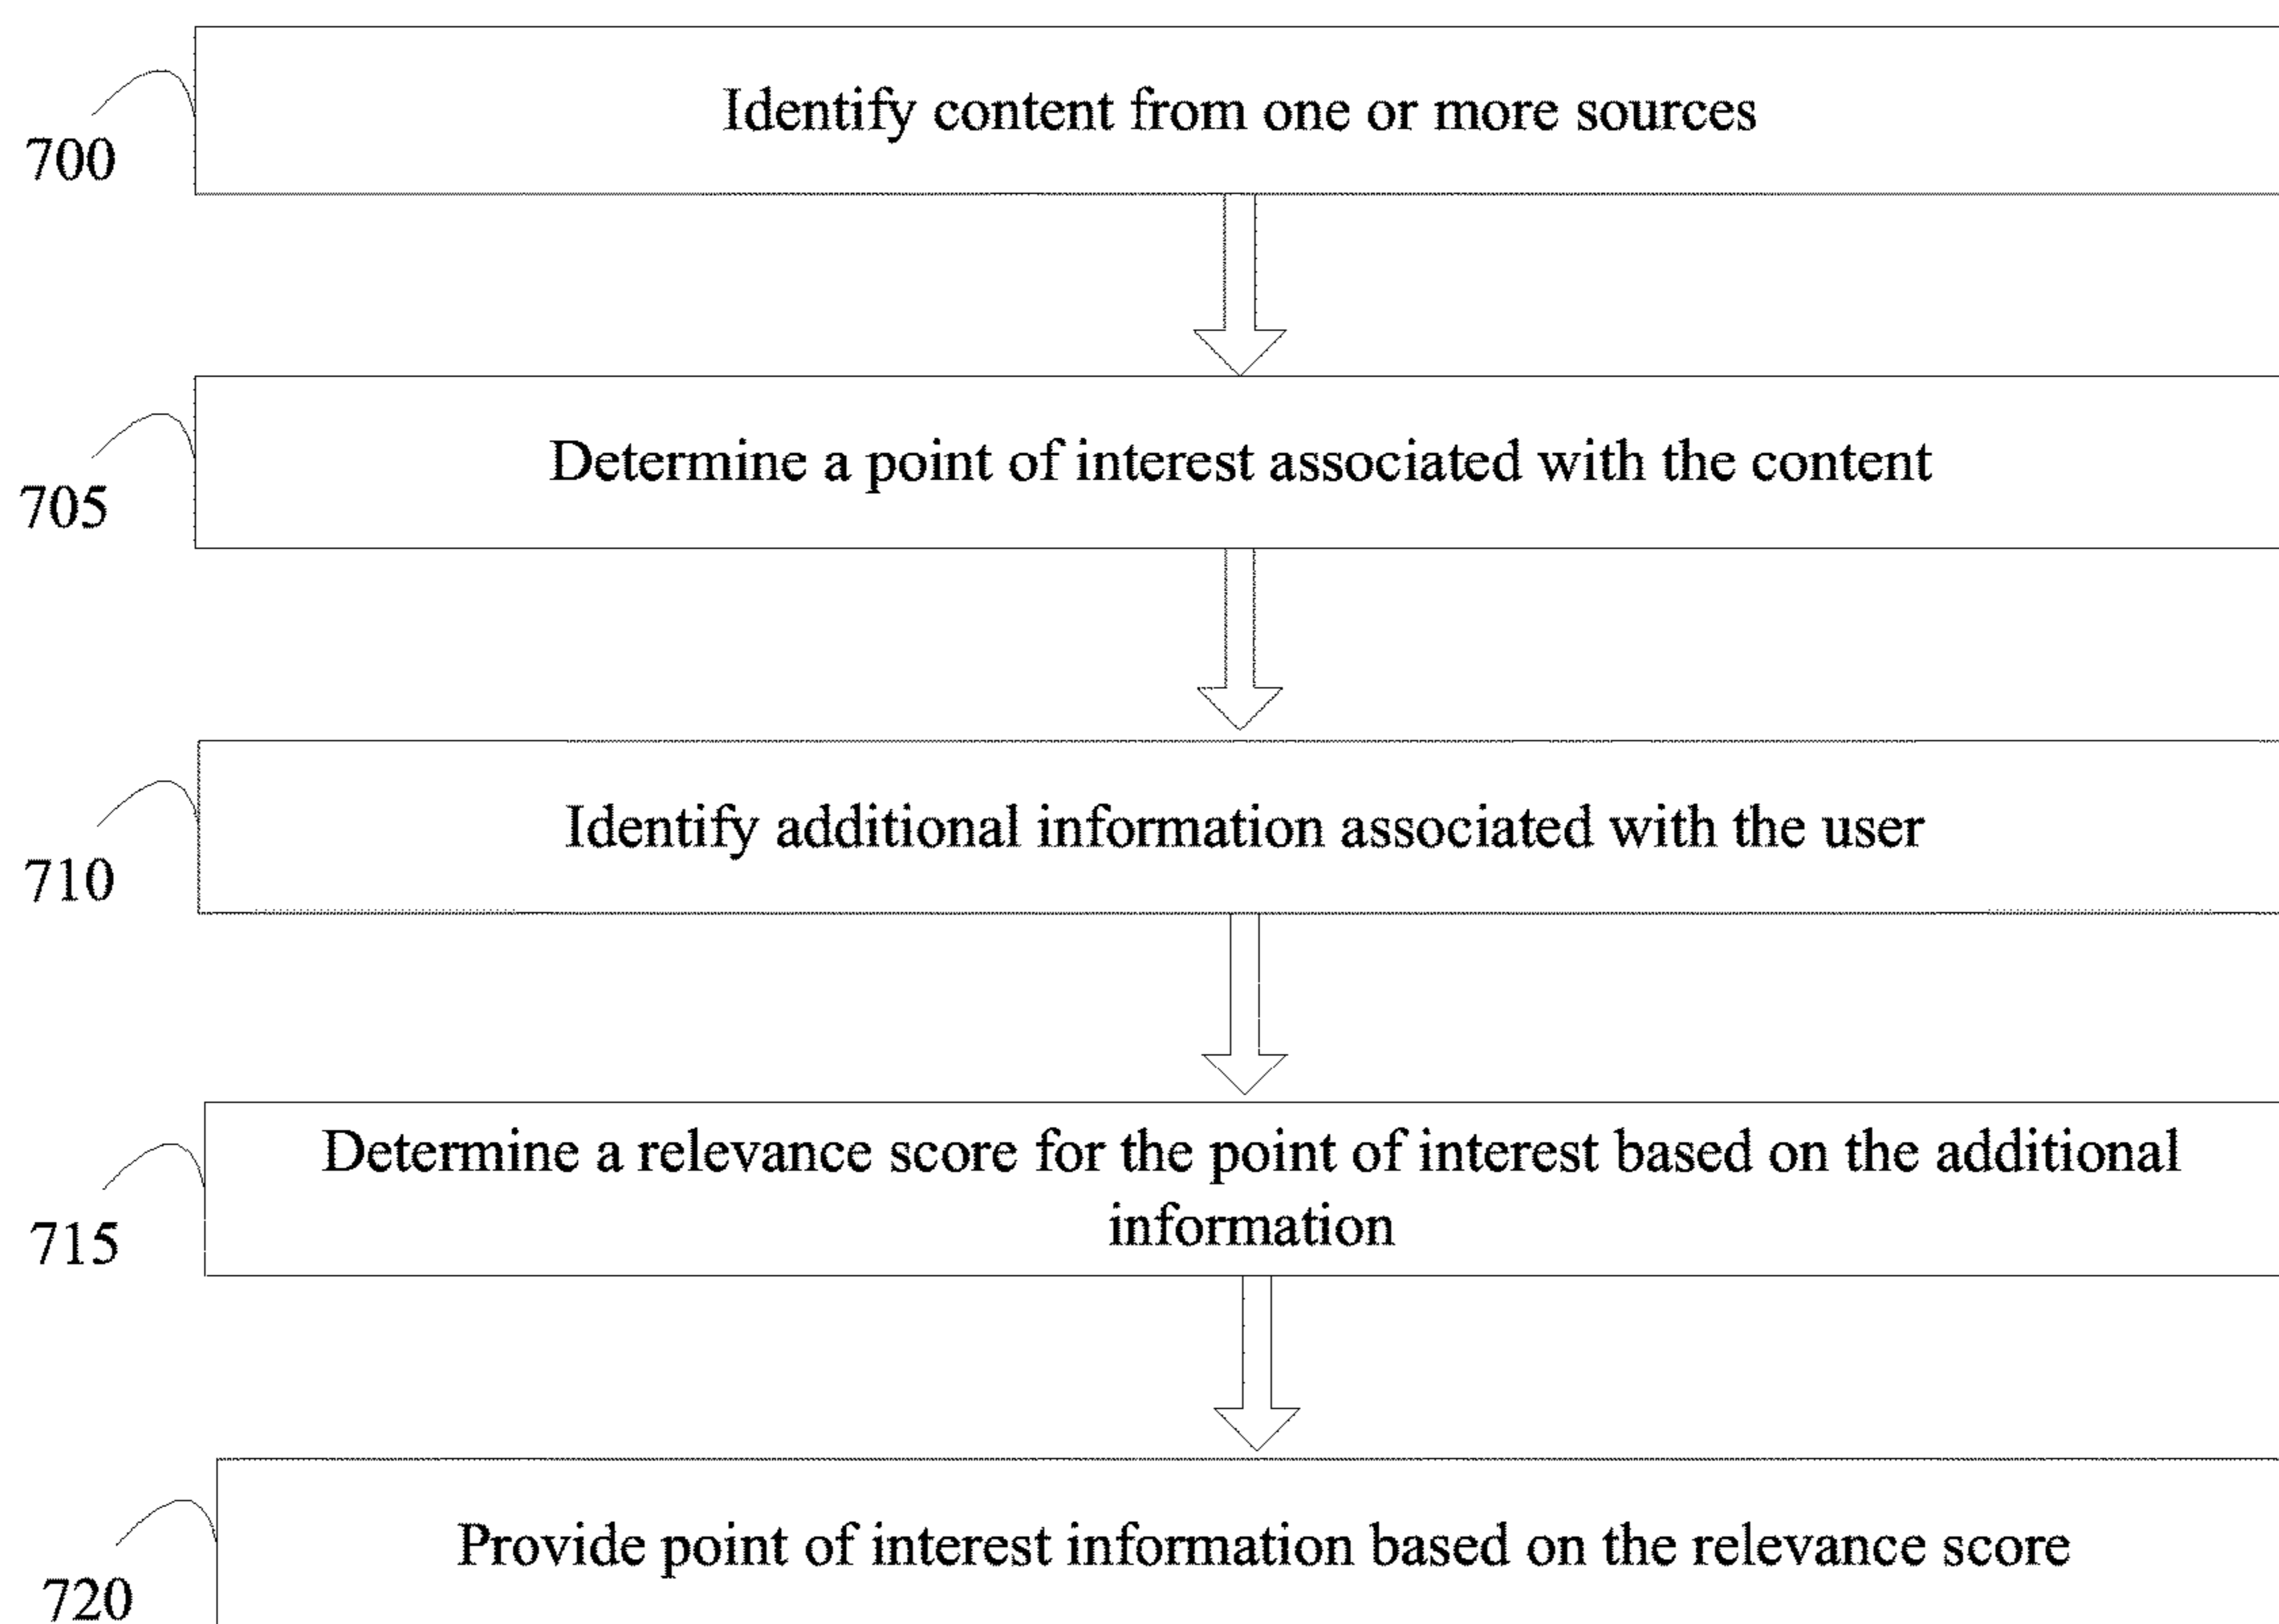 Identify content from one or more sources
700
Determine a point of interest associated with the content
705
Identify additional information associated with the user
710
Determine a relevance score for the point of interest based on the additional
information
715
Provide point of interest information based on the relevance score
720